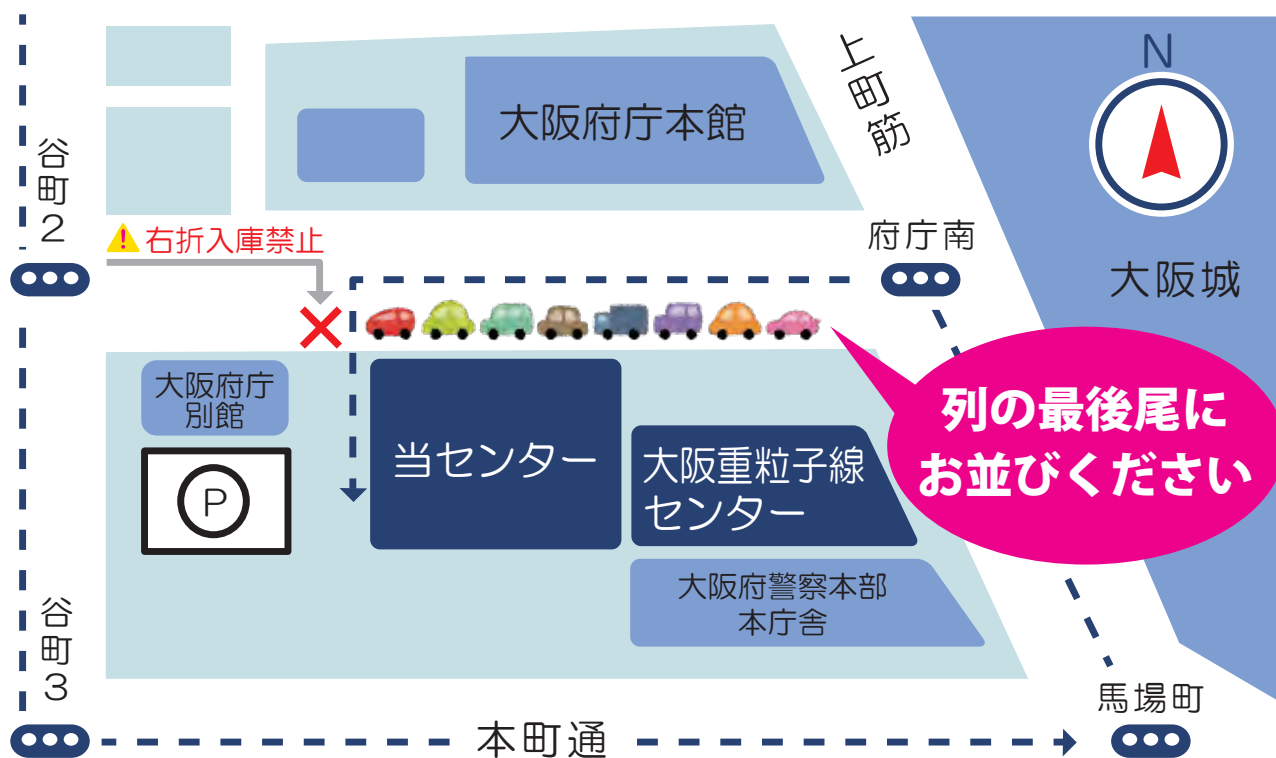 上町筋
N
大阪府庁本館
谷町2
右折入庫禁止
府庁南
大阪城
大阪府庁
別館
列の最後尾に
お並びください
当センター
大阪重粒子線
センター
P
大阪府警察本部
本庁舎
谷町3
馬場町
本町通